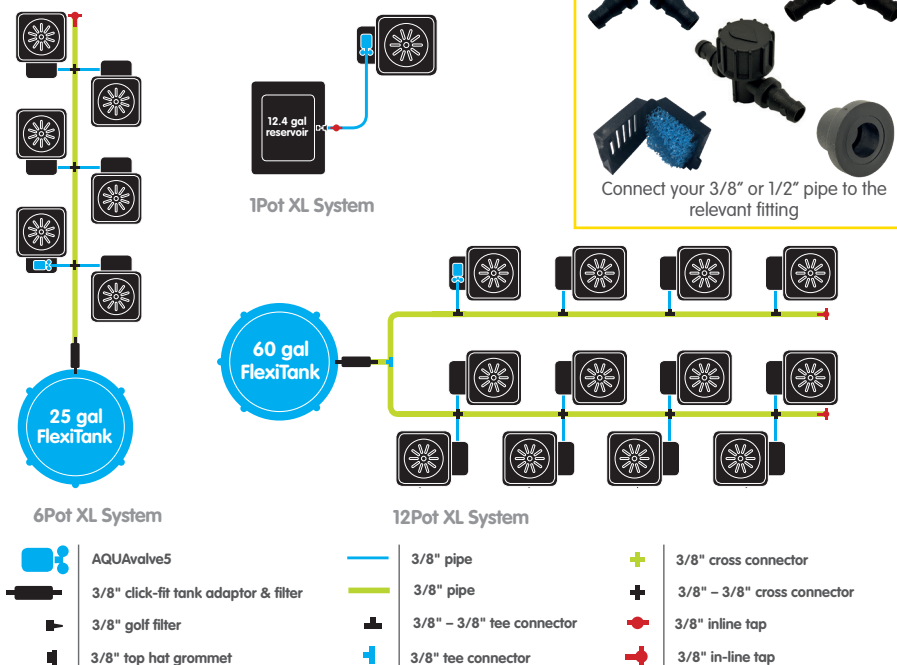 12.4 gal
reservoir
1Pot XL System
Connect your 3/8” or 1/2” pipe to the
relevant fitting
60 gal
FlexiTank
25 gal
FlexiTank
6Pot XL System
12Pot XL System
AQUAvalve5
3/8" click-fit tank adaptor & filter
3/8" golf filter
3/8" top hat grommet
3/8" pipe
3/8" pipe
3/8" – 3/8" tee connector
3/8" tee connector
3/8" cross connector
3/8" – 3/8" cross connector
3/8" inline tap
3/8" in-line tap